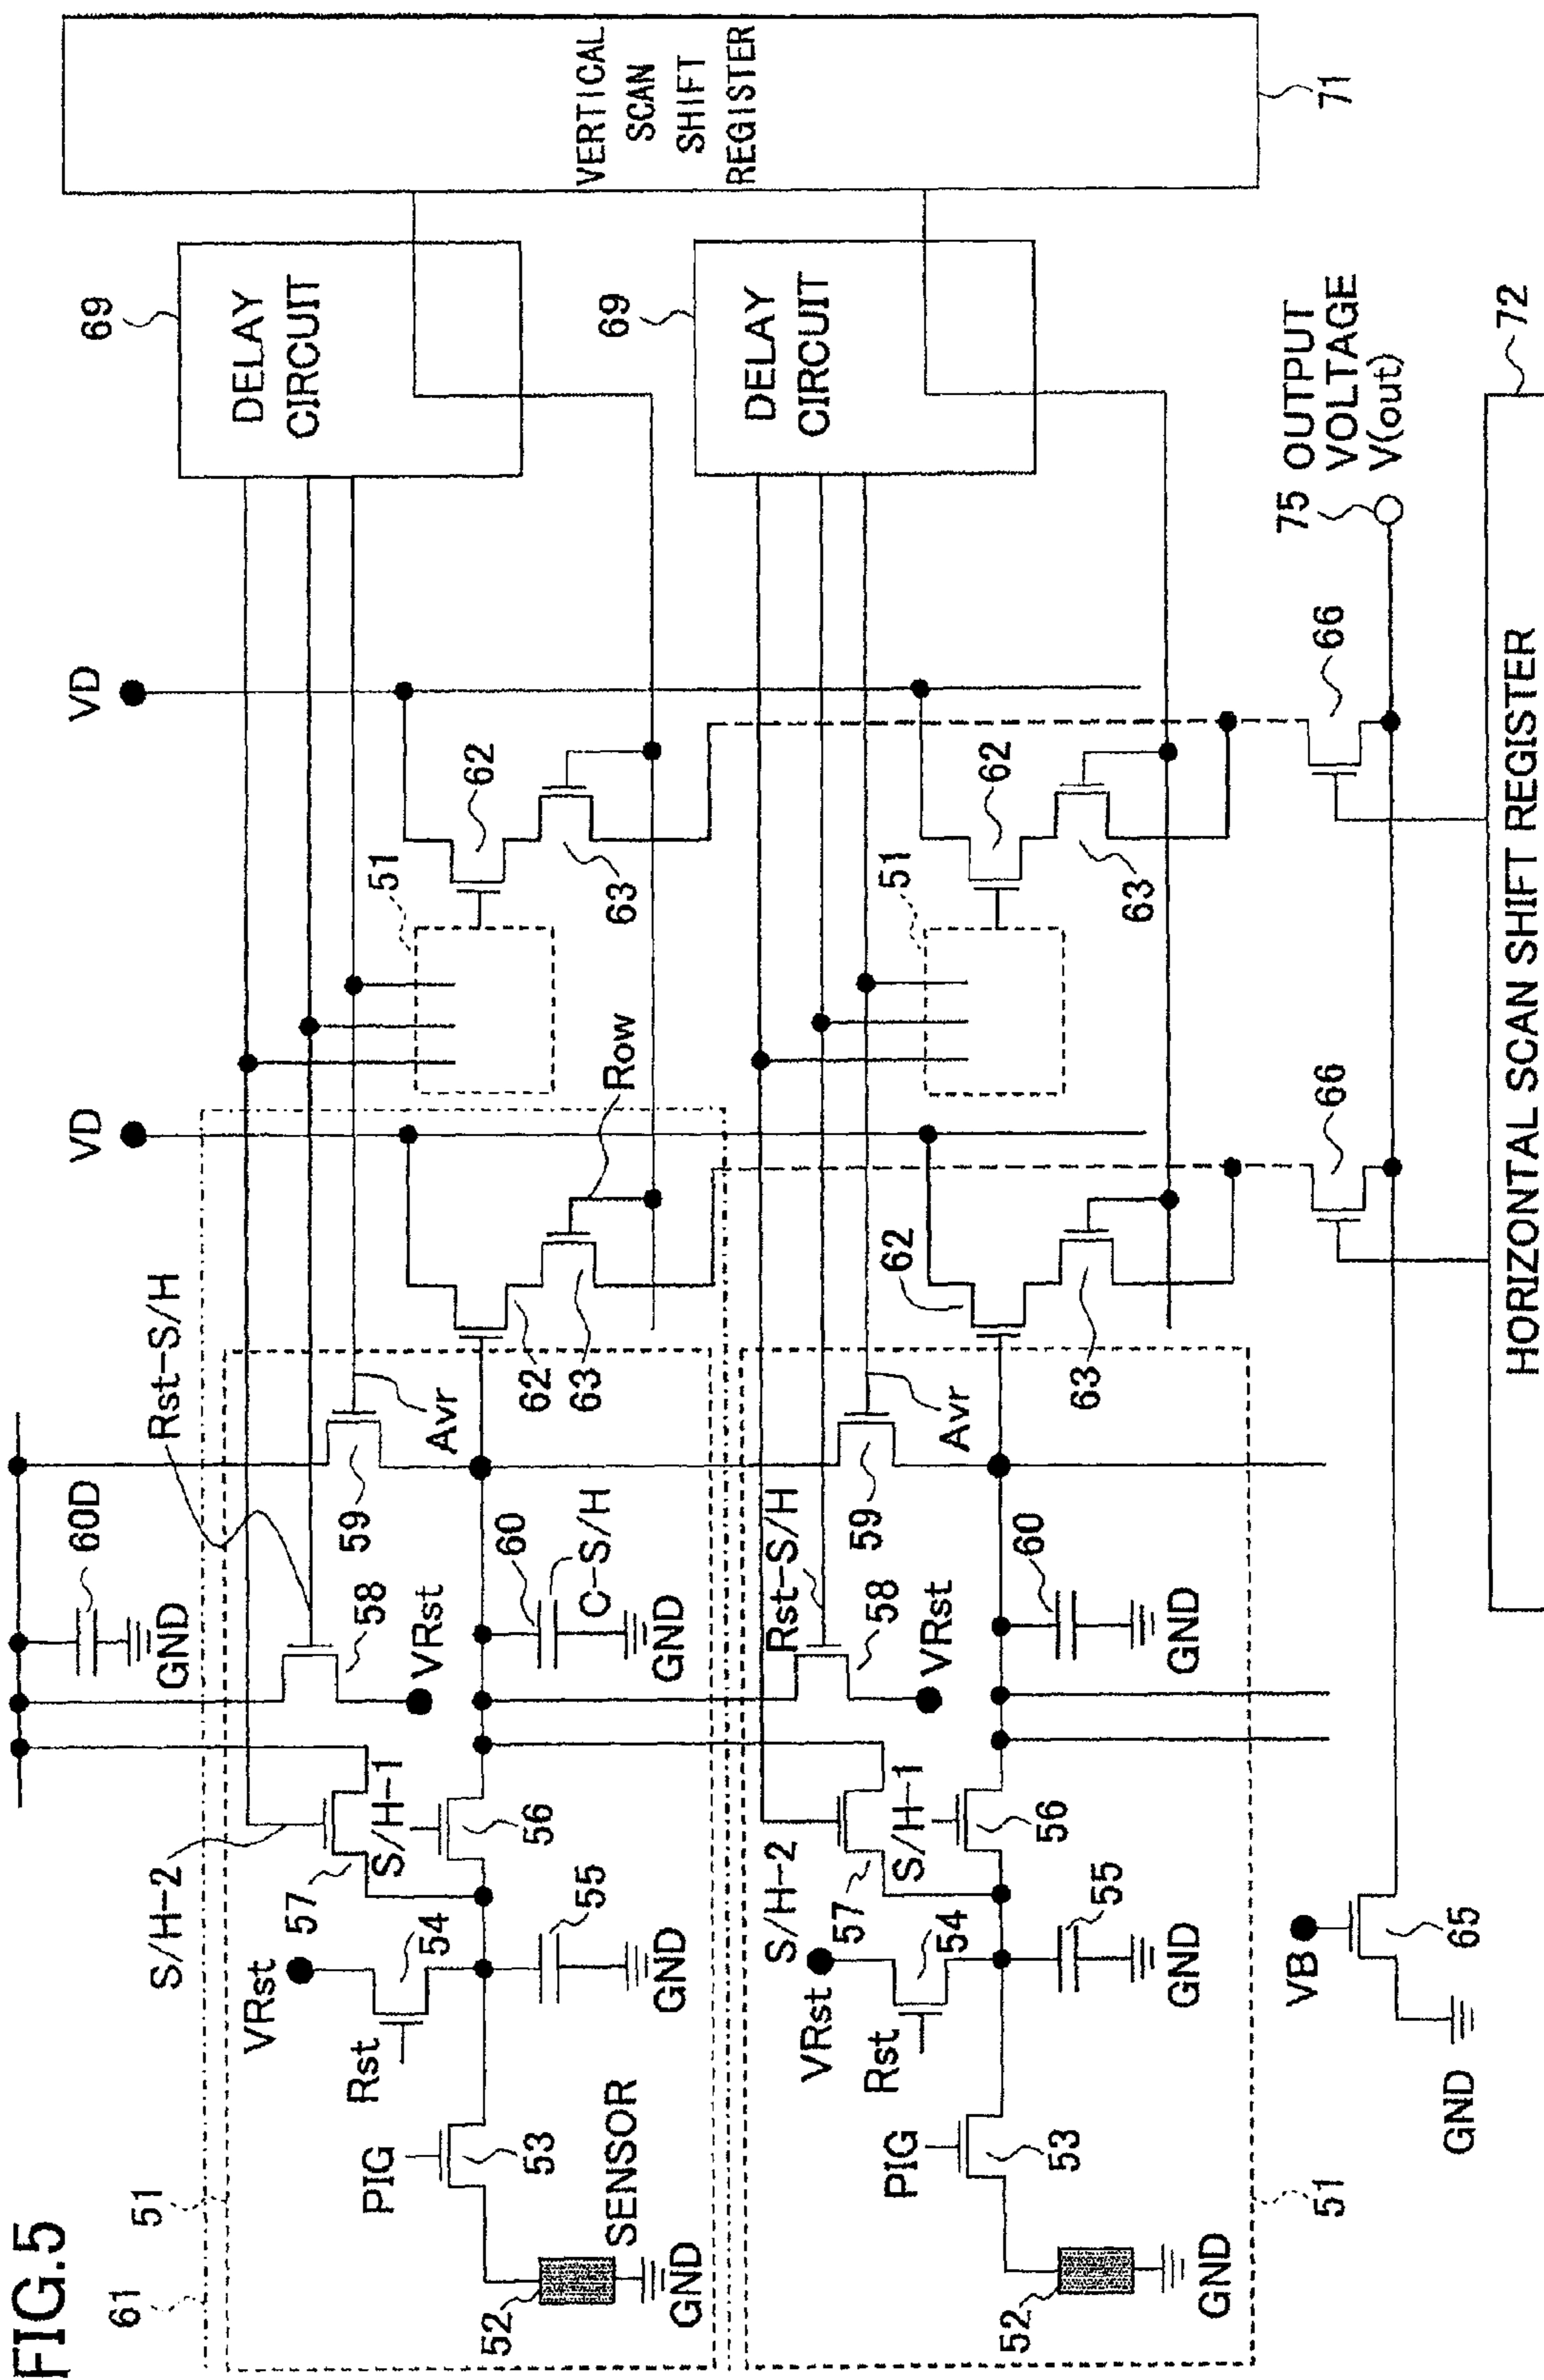 FIG.5
61
51
S/H-2
VRst
Rst
PIG
53
54
57
S/H-1
56
55
GND
52
SENSOR
GND
60D
GND
Rst-S/H
58
VRst
59
Avr
60
C-S/H
GND
62
63
Row
VD
51
62
63
VD
69
DELAY
CIRCUIT
VERTICAL
SCAN
SHIFT
REGISTER
71
S/H-2
VRst
Rst
PIG
53
54
57
S/H-1
56
55
GND
52
GND
51
Rst-S/H
58
VRst
59
Avr
60
GND
62
63
51
62
63
69
DELAY
CIRCUIT
VB
65
GND
66
66
75
OUTPUT
VOLTAGE
V(out)
HORIZONTAL SCAN SHIFT REGISTER
72